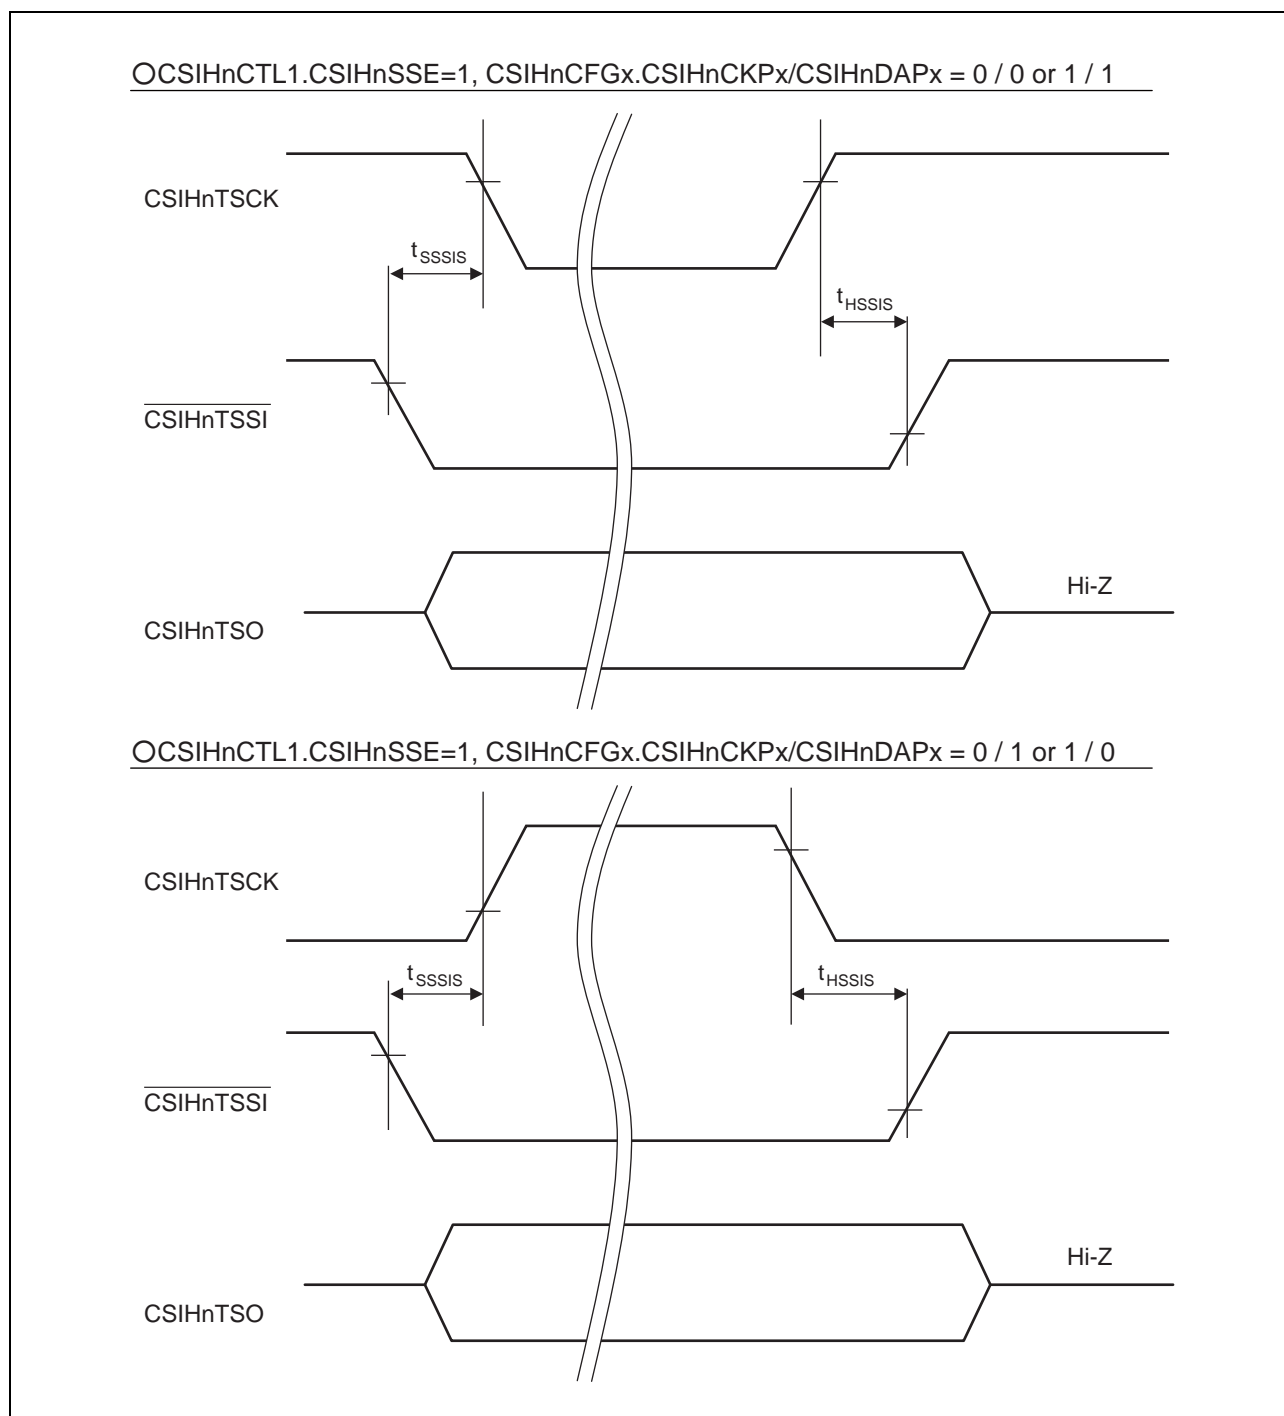 ○CSIHnCTL1.CSIHnSSE=1, CSIHnCFGx.CSIHnCKPx/CSIHnDAPx = 0 / 0 or 1 / 1
CSIHnTSCK
tSSSIS
tHSSIS
CSIHnTSSI
Hi-Z
CSIHnTSO
○CSIHnCTL1.CSIHnSSE=1, CSIHnCFGx.CSIHnCKPx/CSIHnDAPx = 0 / 1 or 1 / 0
CSIHnTSCK
tSSSIS
tHSSIS
CSIHnTSSI
Hi-Z
CSIHnTSO